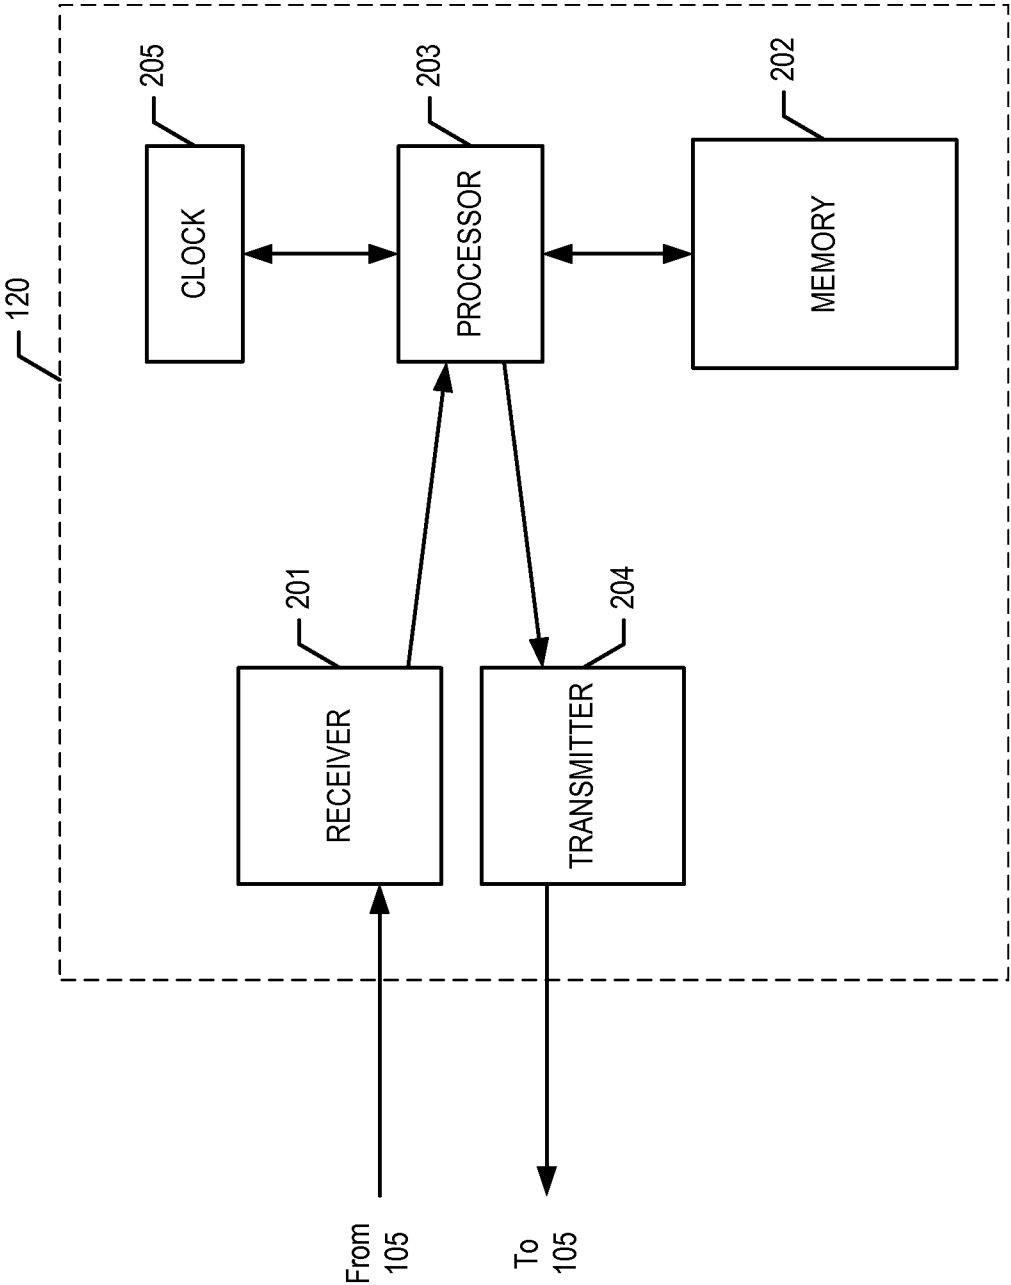 120
205
CLOCK
203
PROCESSOR
202
MEMORY
201
RECEIVER
204
TRANSMITTER
From
105
To
105